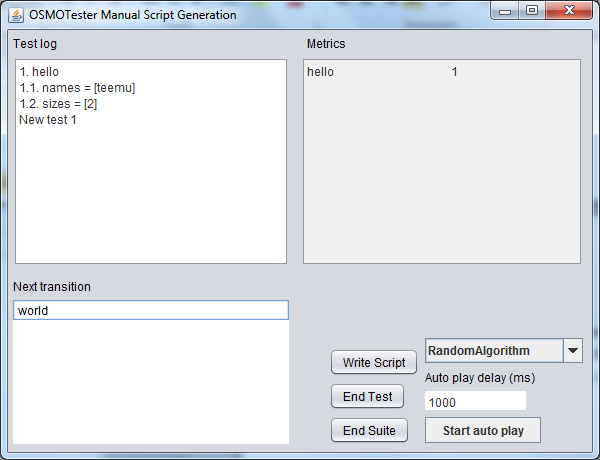 OSMOTester Manual Script Generation
Test log
1. hello
1.1. names = [teemu]
1.2. sizes = [2]
New test 1
Metrics
hello 1
Next transition
world
Write Script
End Test
End Suite
RandomAlgorithm
Auto play delay (ms)
1000
Start auto play